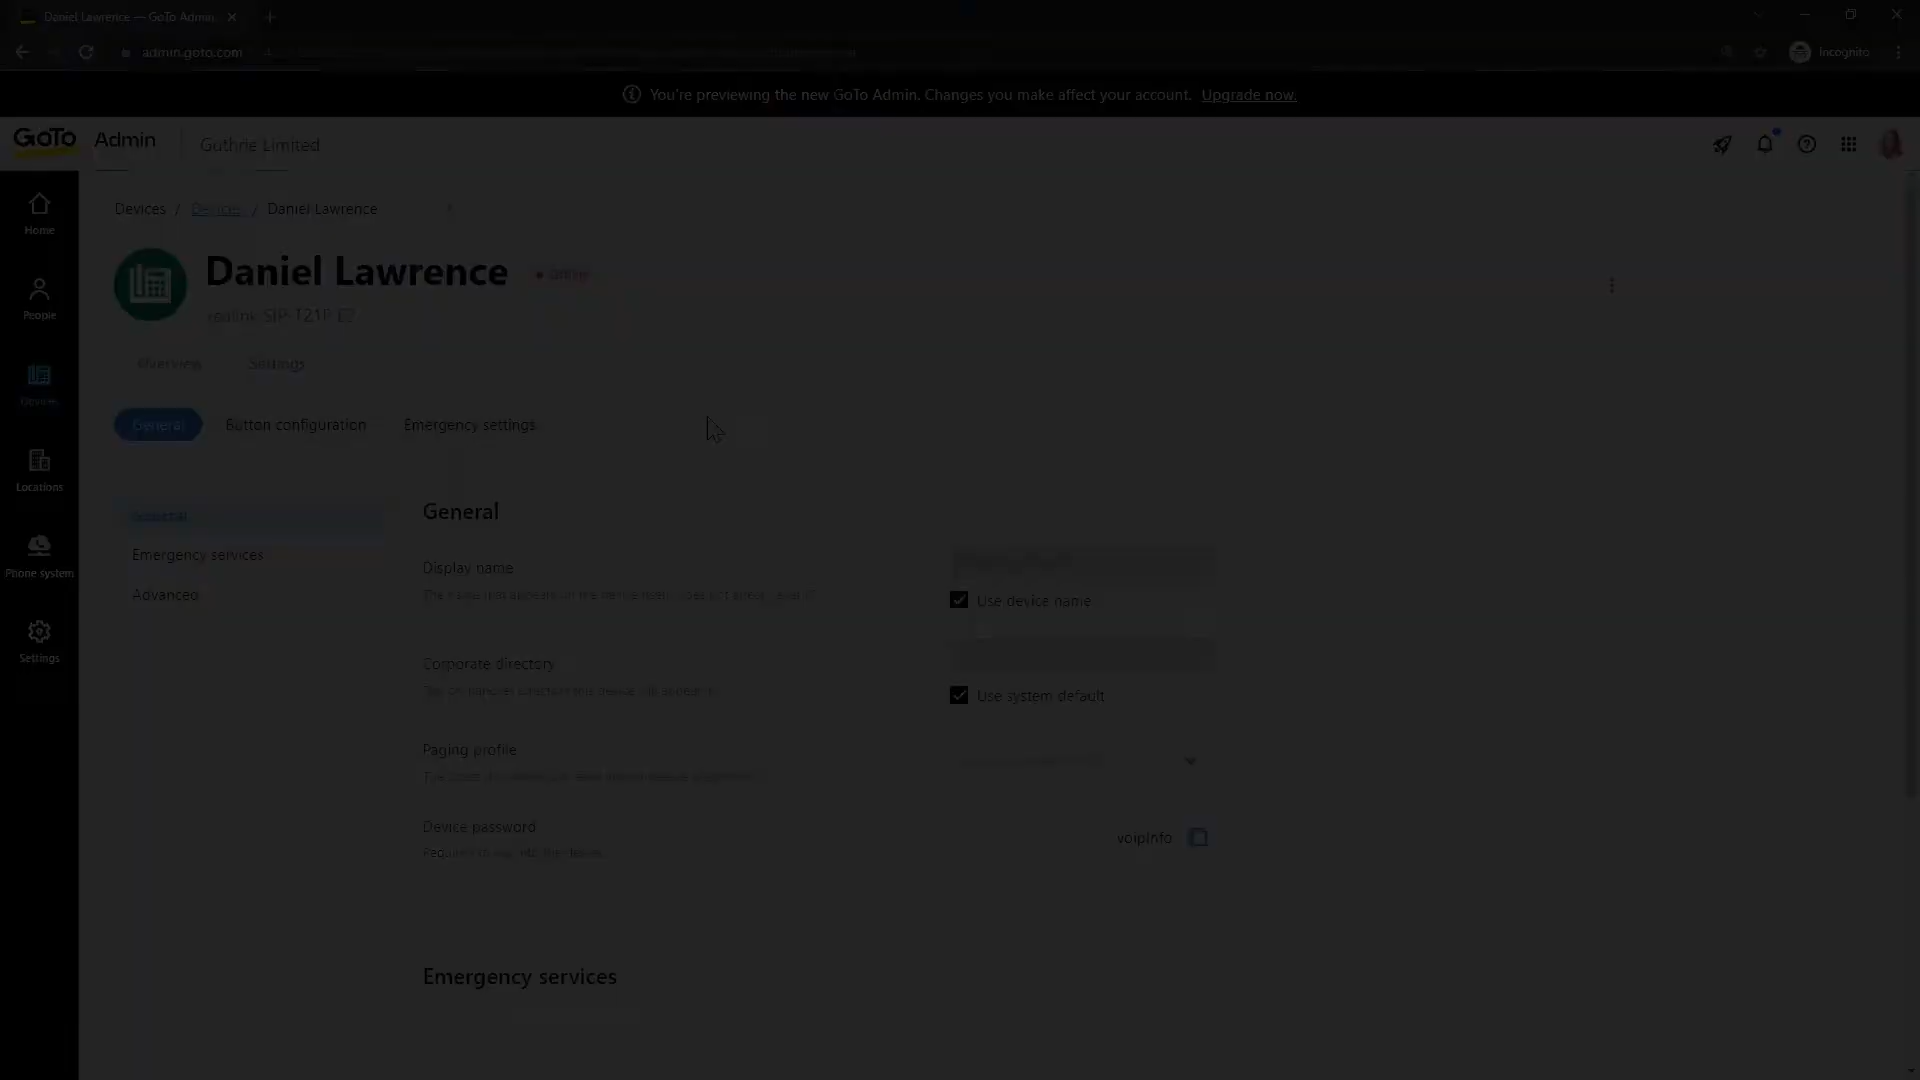 Daniel Lawrence — GoTo Admin
admin.goto.com
Incognito
You're previewing the new GoTo Admin. Changes you make affect your account. Upgrade now.
GoTo Admin Guthrie Limited
Home
People
Devices
Locations
Phone system
Settings
Devices / Devices / Daniel Lawrence
Daniel Lawrence
Overview Settings
General Button configuration Emergency settings
General
Emergency services
Advanced
General
Display name
Use device name
Corporate directory
Use system default
Paging profile
Device password
voipInfo
Emergency services